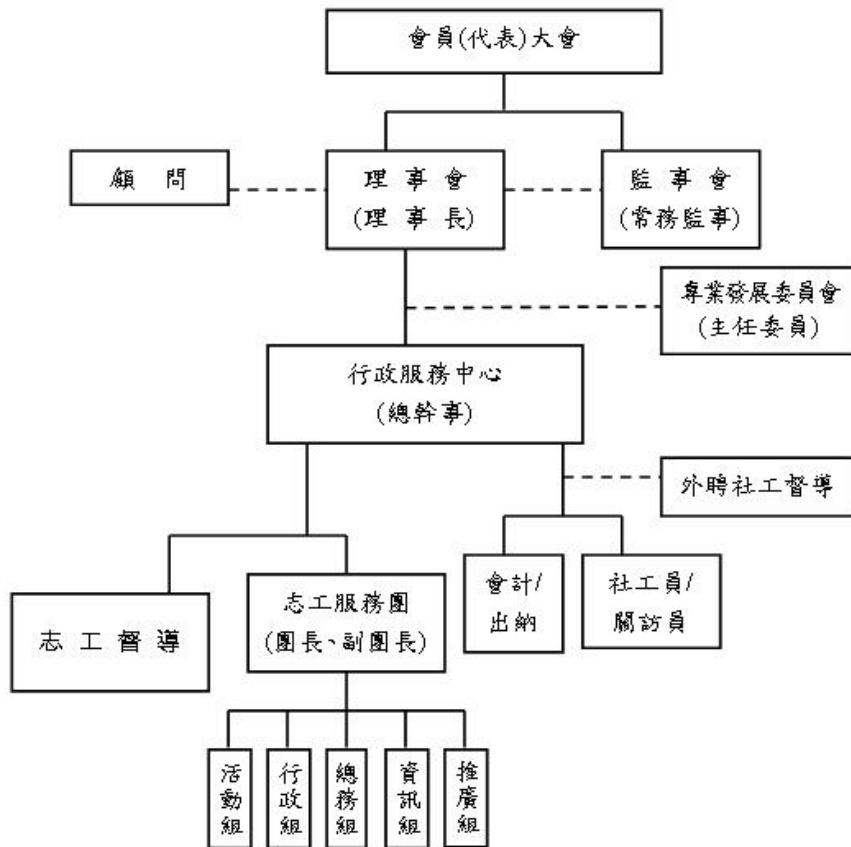 會員(代表)大會
顧 問
理 事 會
(理 事 長)
監 事 會
(常務監事)
專業發展委員會
(主任委員)
行政服務中心
(總幹事)
外聘社工督導
志 工 督 導
志工服務團
(團長、副團長)
會計/
出納
社工員/
關訪員
活動組
行政組
總務組
資訊組
推廣組